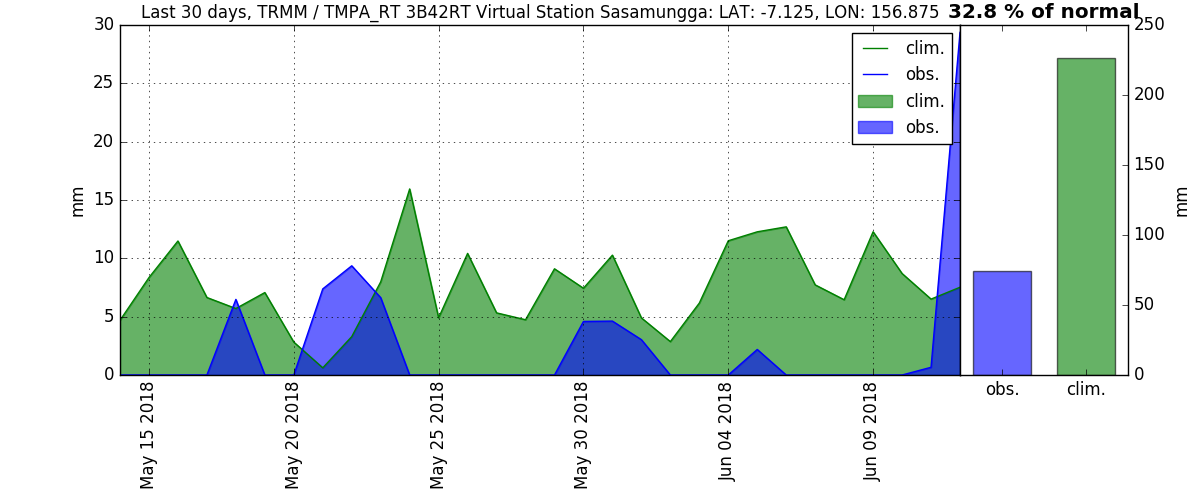 Last 30 days, TRMM / TMPA_RT 3B42RT Virtual Station Sasamungga: LAT: -7.125, LON: 156.875 32.8 % of normal
30
25
20
15
10
5
0
mm
clim.
obs.
clim.
obs.
May 15 2018
May 20 2018
May 25 2018
May 30 2018
Jun 04 2018
Jun 09 2018
250
200
150
100
50
0
mm
obs. clim.